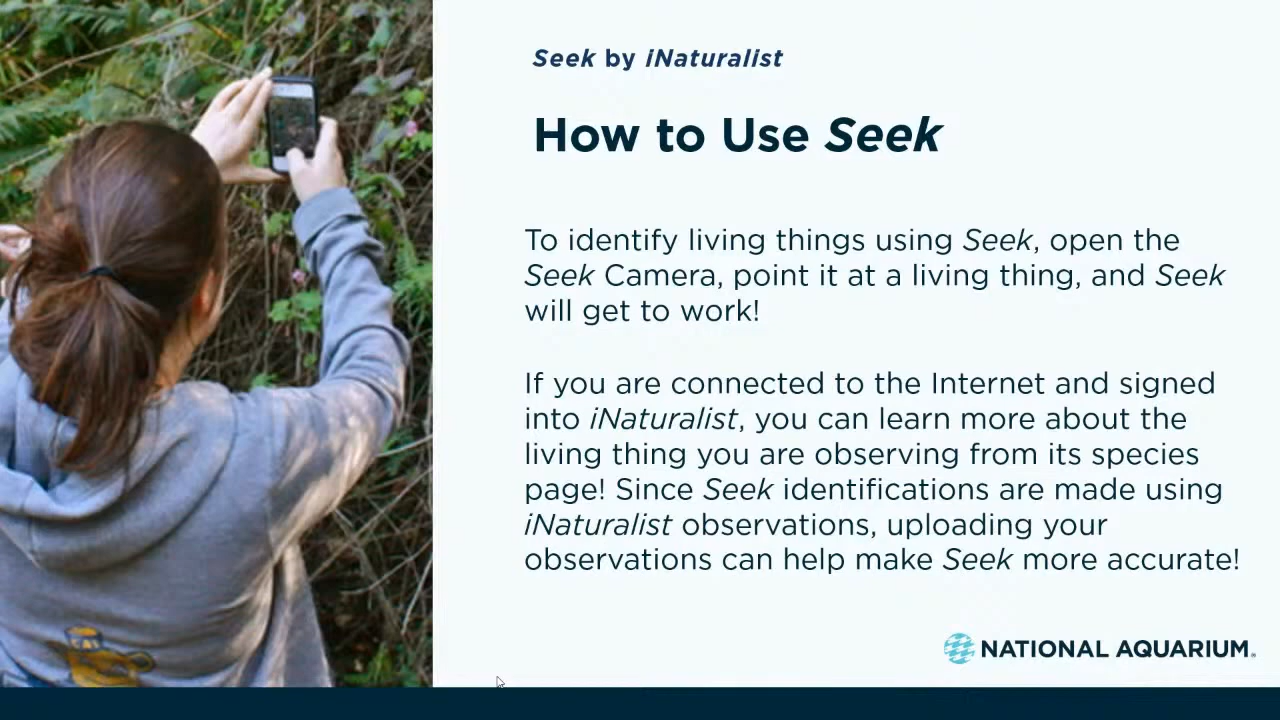 Seek by iNaturalist
How to Use Seek
To identify living things using Seek, open the
Seek Camera, point it at a living thing, and Seek
will get to work!
If you are connected to the Internet and signed
into iNaturalist, you can learn more about the
living thing you are observing from its species
page! Since Seek identifications are made using
iNaturalist observations, uploading your
observations can help make Seek more accurate!
NATIONAL AQUARIUM